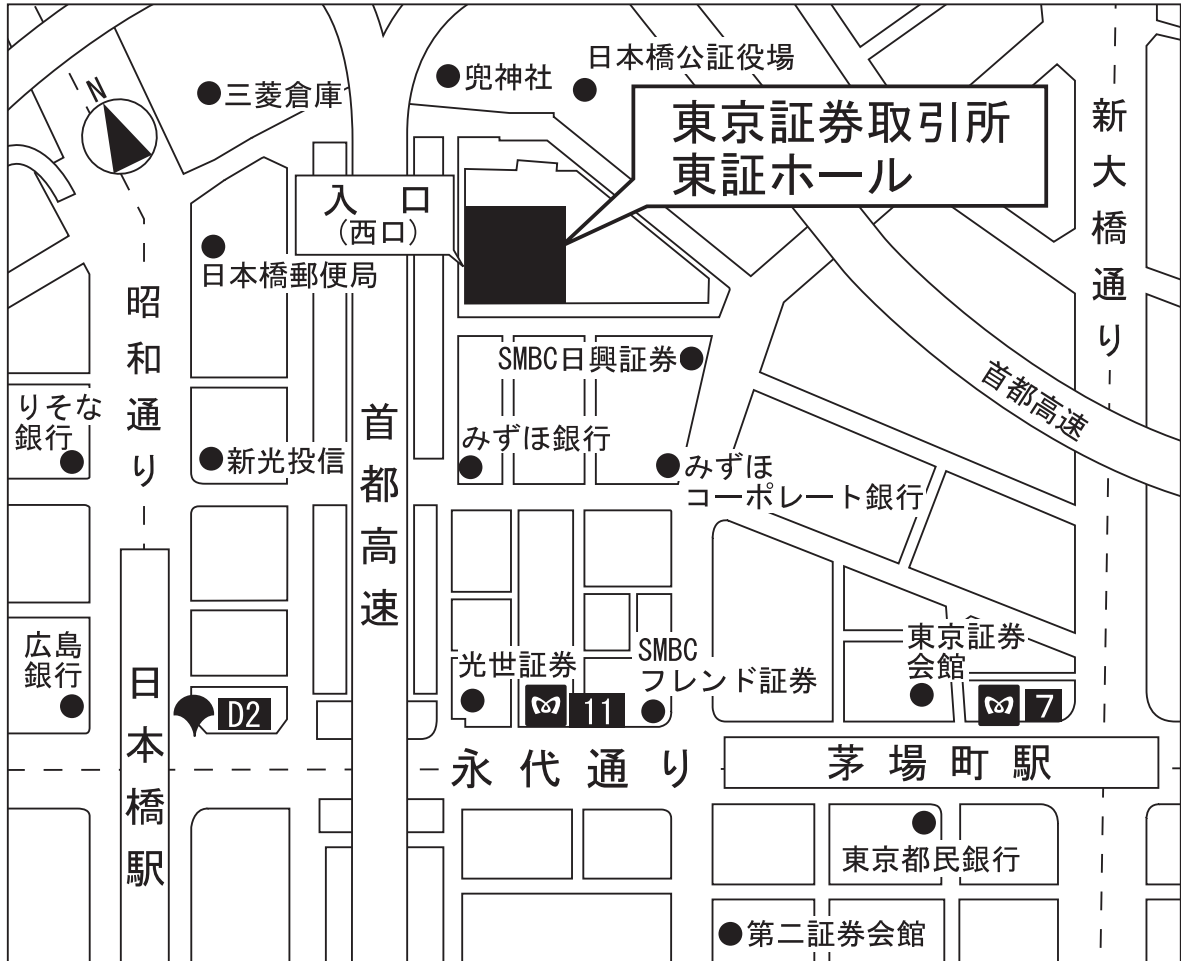 N
三菱倉庫
兜神社
日本橋公証役場
東京証券取引所
東証ホール
新大橋通り
入 口
(西口)
日本橋郵便局
昭和通り
SMBC日興証券
首都高速
りそな
銀行
首都高速
みずほ銀行
新光投信
みずほ
コーポレート銀行
広島
銀行
光世証券
SMBC
フレンド証券
東京証券
会館
D2
11
7
日本橋駅
永代通り
茅場町駅
東京都民銀行
第二証券会館